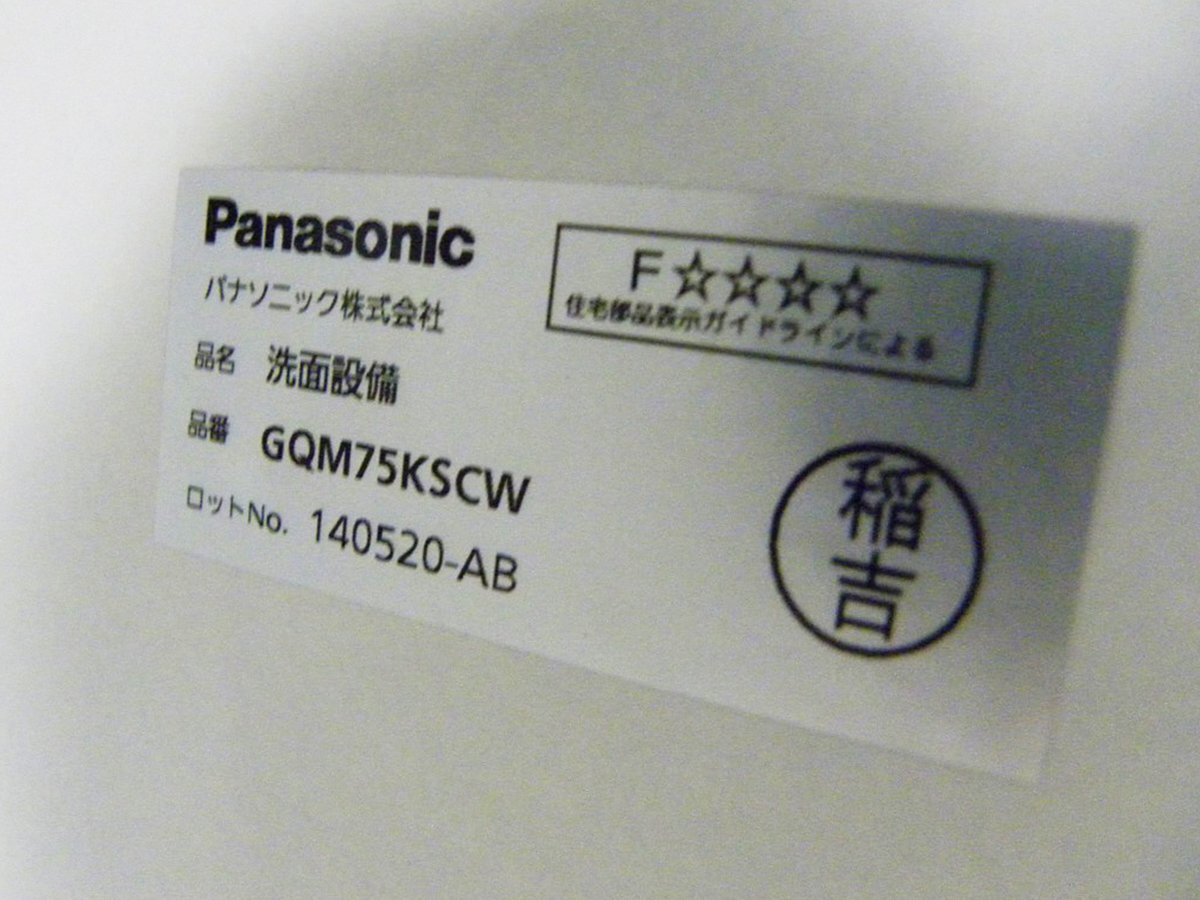 Panasonic
パナソニック株式会社
品名 洗面設備
品番 GQM75KSCW
ロットNo. 140520-AB
F☆☆☆☆
住宅部品表示ガイドラインによる
稲吉